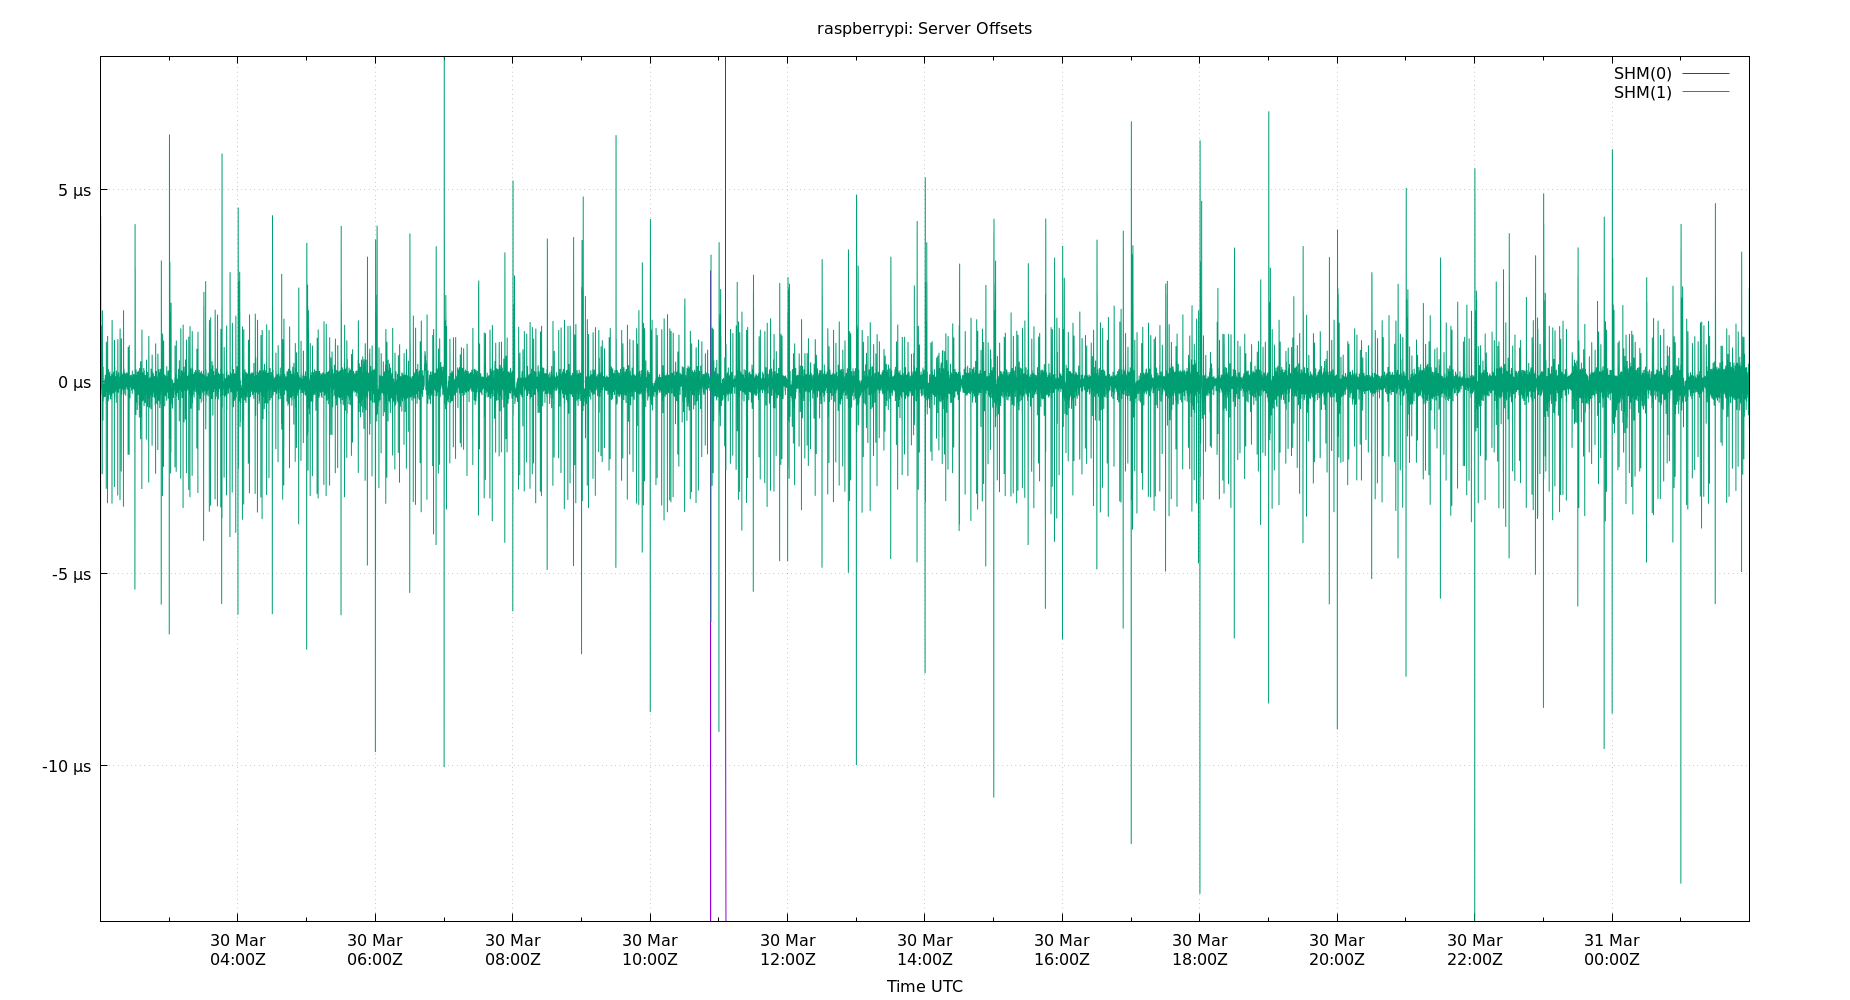 raspberrypi: Server Offsets
SHM(0)
SHM(1)
5 µs
0 µs
-5 µs
-10 µs
30 Mar 30 Mar 30 Mar 30 Mar 30 Mar 30 Mar 30 Mar 30 Mar 30 Mar 30 Mar 31 Mar
04:00Z 06:00Z 08:00Z 10:00Z 12:00Z 14:00Z 16:00Z 18:00Z 20:00Z 22:00Z 00:00Z
Time UTC